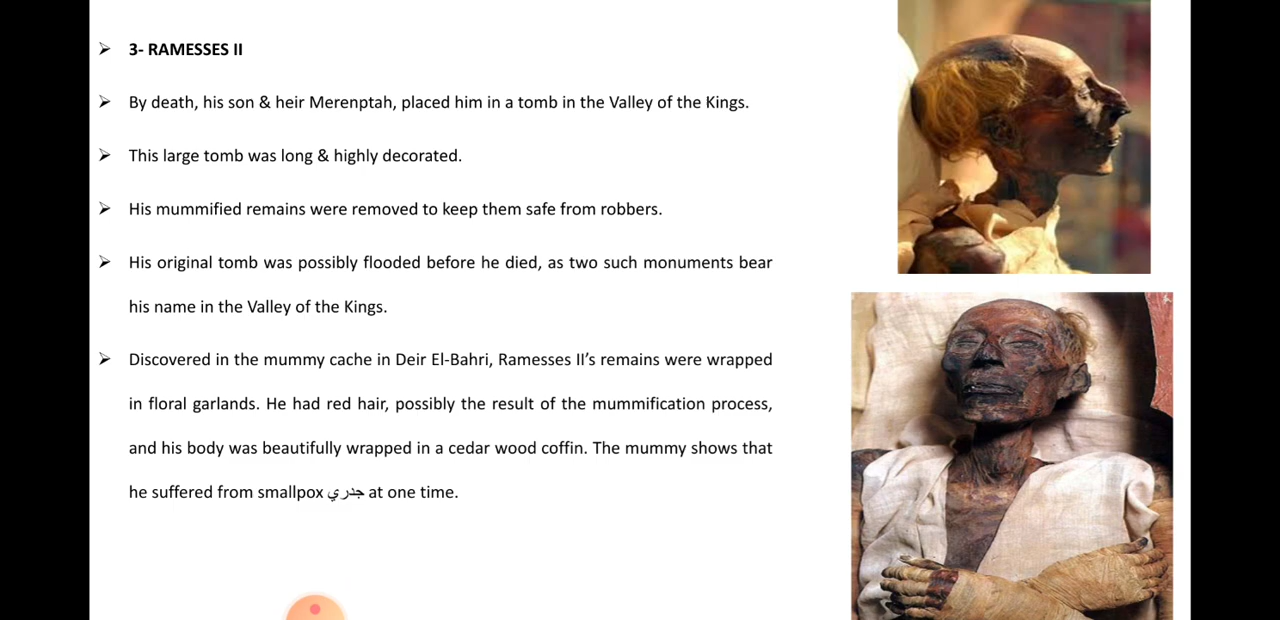 3- RAMESSES II
By death, his son & heir Merenptah, placed him in a tomb in the Valley of the Kings.
This large tomb was long & highly decorated.
His mummified remains were removed to keep them safe from robbers.
His original tomb was possibly flooded before he died, as two such monuments bear
his name in the Valley of the Kings.
Discovered in the mummy cache in Deir El-Bahri, Ramesses II’s remains were wrapped
in floral garlands. He had red hair, possibly the result of the mummification process,
and his body was beautifully wrapped in a cedar wood coffin. The mummy shows that
he suffered from smallpox جدري at one time.